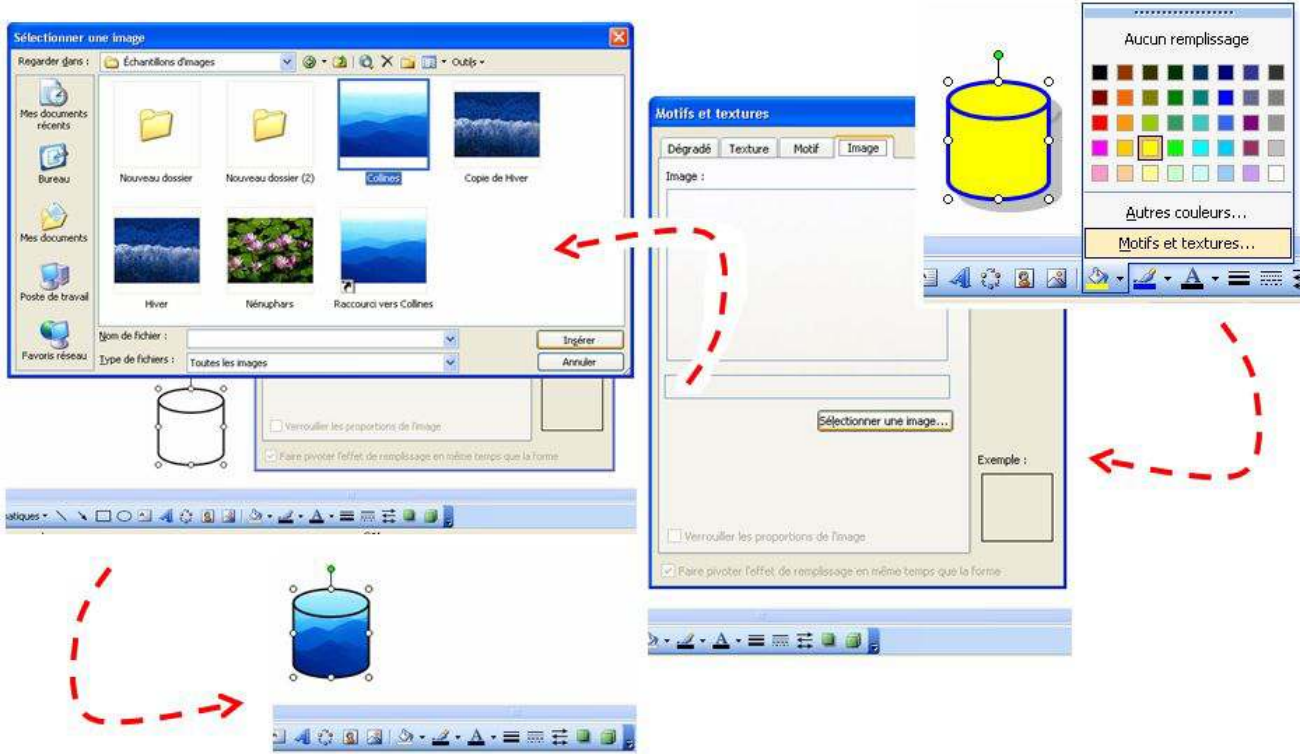 Sélectionner une image
Regarder dans :
Échantillons d'images
Outils
Mes documents récents
Bureau
Mes documents
Poste de travail
Favoris réseau
Nouveau dossier
Nouveau dossier (2)
Collines
Copie de Hiver
Hiver
Nénuphars
Raccourci vers Collines
Nom de fichier :
Insérer
Type de fichiers :
Toutes les images
Annuler
Verrouiller les proportions de l'image
Faire pivoter l'effet de remplissage en même temps que la forme
atiques
Motifs et textures
Dégradé
Texture
Motif
Image
Image :
Sélectionner une image...
Exemple :
Verrouiller les proportions de l'image
Faire pivoter l'effet de remplissage en même temps que la forme
Aucun remplissage
Autres couleurs...
Motifs et textures...